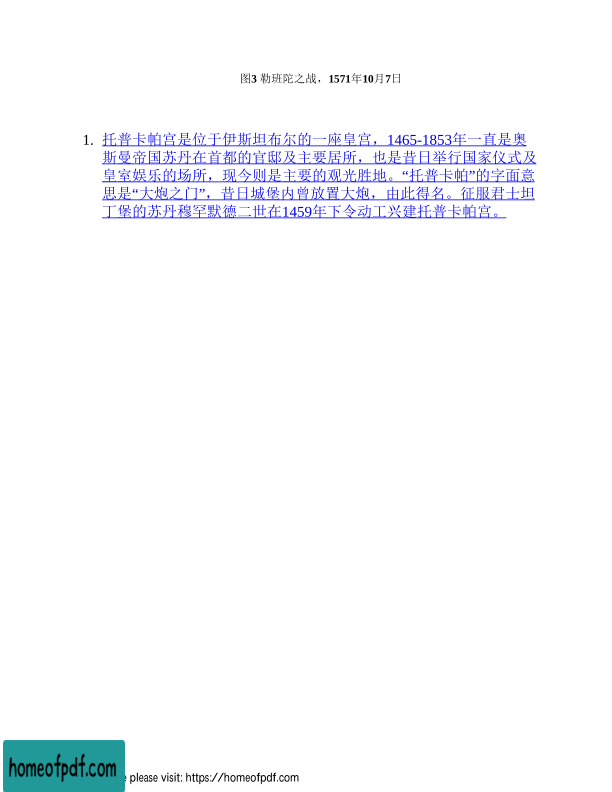 图3 勒班陀之战，1571年10月7日
1. 托普卡帕宫是位于伊斯坦布尔的一座皇宫，1465-1853年一直是奥
斯曼帝国苏丹在首都的官邸及主要居所，也是昔日举行国家仪式及
皇室娱乐的场所，现今则是主要的观光胜地。“托普卡帕”的字面意
思是“大炮之门”，昔日城堡内曾放置大炮，由此得名。征服君士坦
丁堡的苏丹穆罕默德二世在1459年下令动工兴建托普卡帕宫。
homeofpdf.com
please visit: https://homeofpdf.com